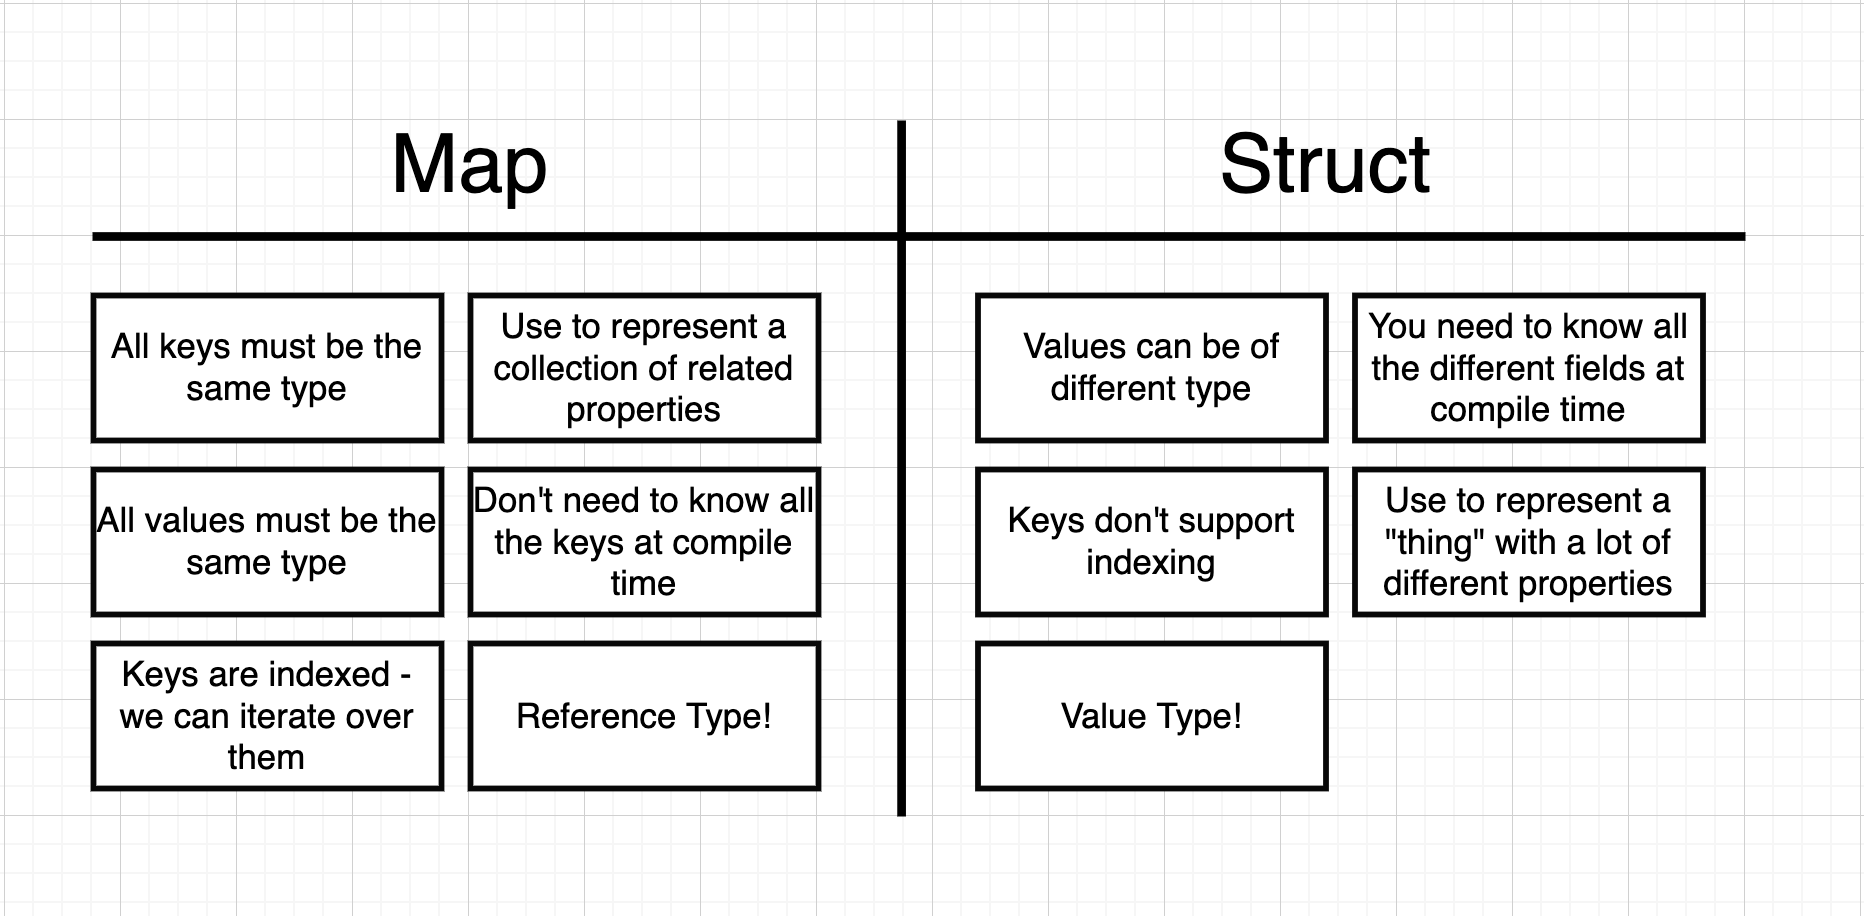 Map
Struct
All keys must be the
same type
Use to represent a
collection of related
properties
Values can be of
different type
You need to know all
the different fields at
compile time
All values must be the
same type
Don't need to know all
the keys at compile
time
Keys don't support
indexing
Use to represent a
"thing" with a lot of
different properties
Keys are indexed -
we can iterate over
them
Reference Type!
Value Type!